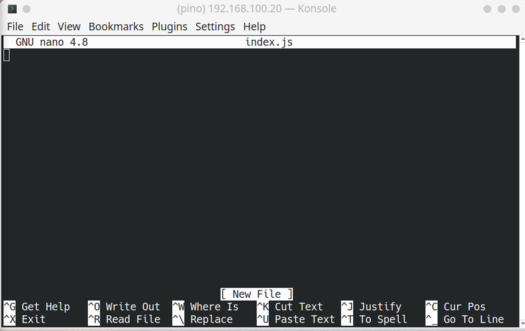 (pino) 192.168.100.20 — Konsole
File Edit View Bookmarks Plugins Settings Help
GNU nano 4.8 index.js
[ New File ]
^G Get Help ^O Write Out ^W Where Is ^K Cut Text ^J Justify ^C Cur Pos
^X Exit ^R Read File ^\ Replace ^U Paste Text ^T To Spell ^_ Go To Line